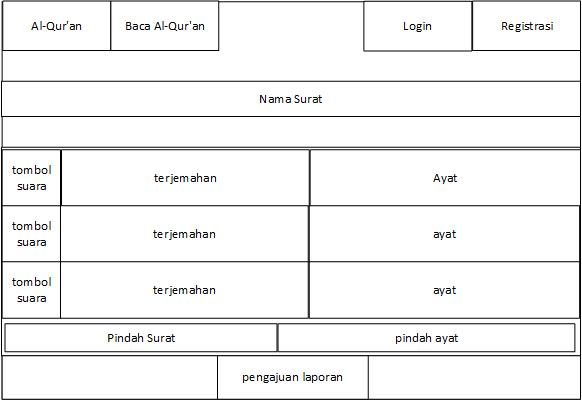 Al-Qur'an
Baca Al-Qur'an
Login
Registrasi
Nama Surat
tombol
suara
terjemahan
Ayat
tombol
suara
terjemahan
ayat
tombol
suara
terjemahan
ayat
Pindah Surat
pindah ayat
pengajuan laporan